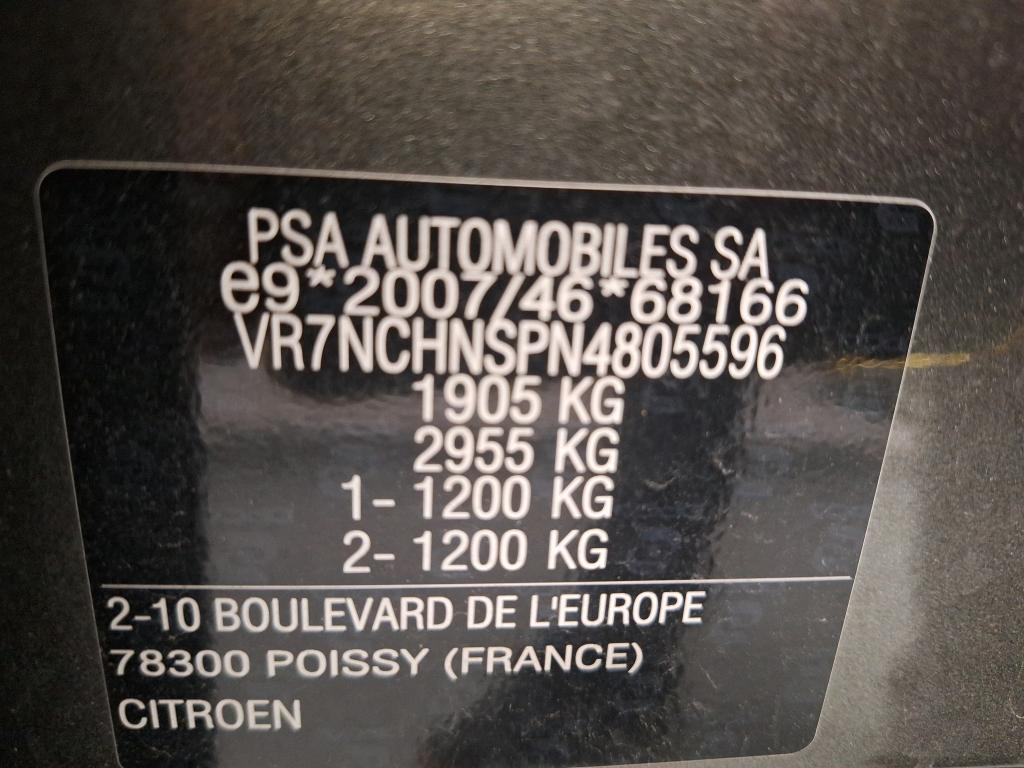 PSA AUTOMOBILES SA
e9*2007/46*68166
VR7NCHNSPN4805596
1905 KG
2955 KG
1- 1200 KG
2- 1200 KG
2-10 BOULEVARD DE L'EUROPE
78300 POISSY (FRANCE)
CITROEN